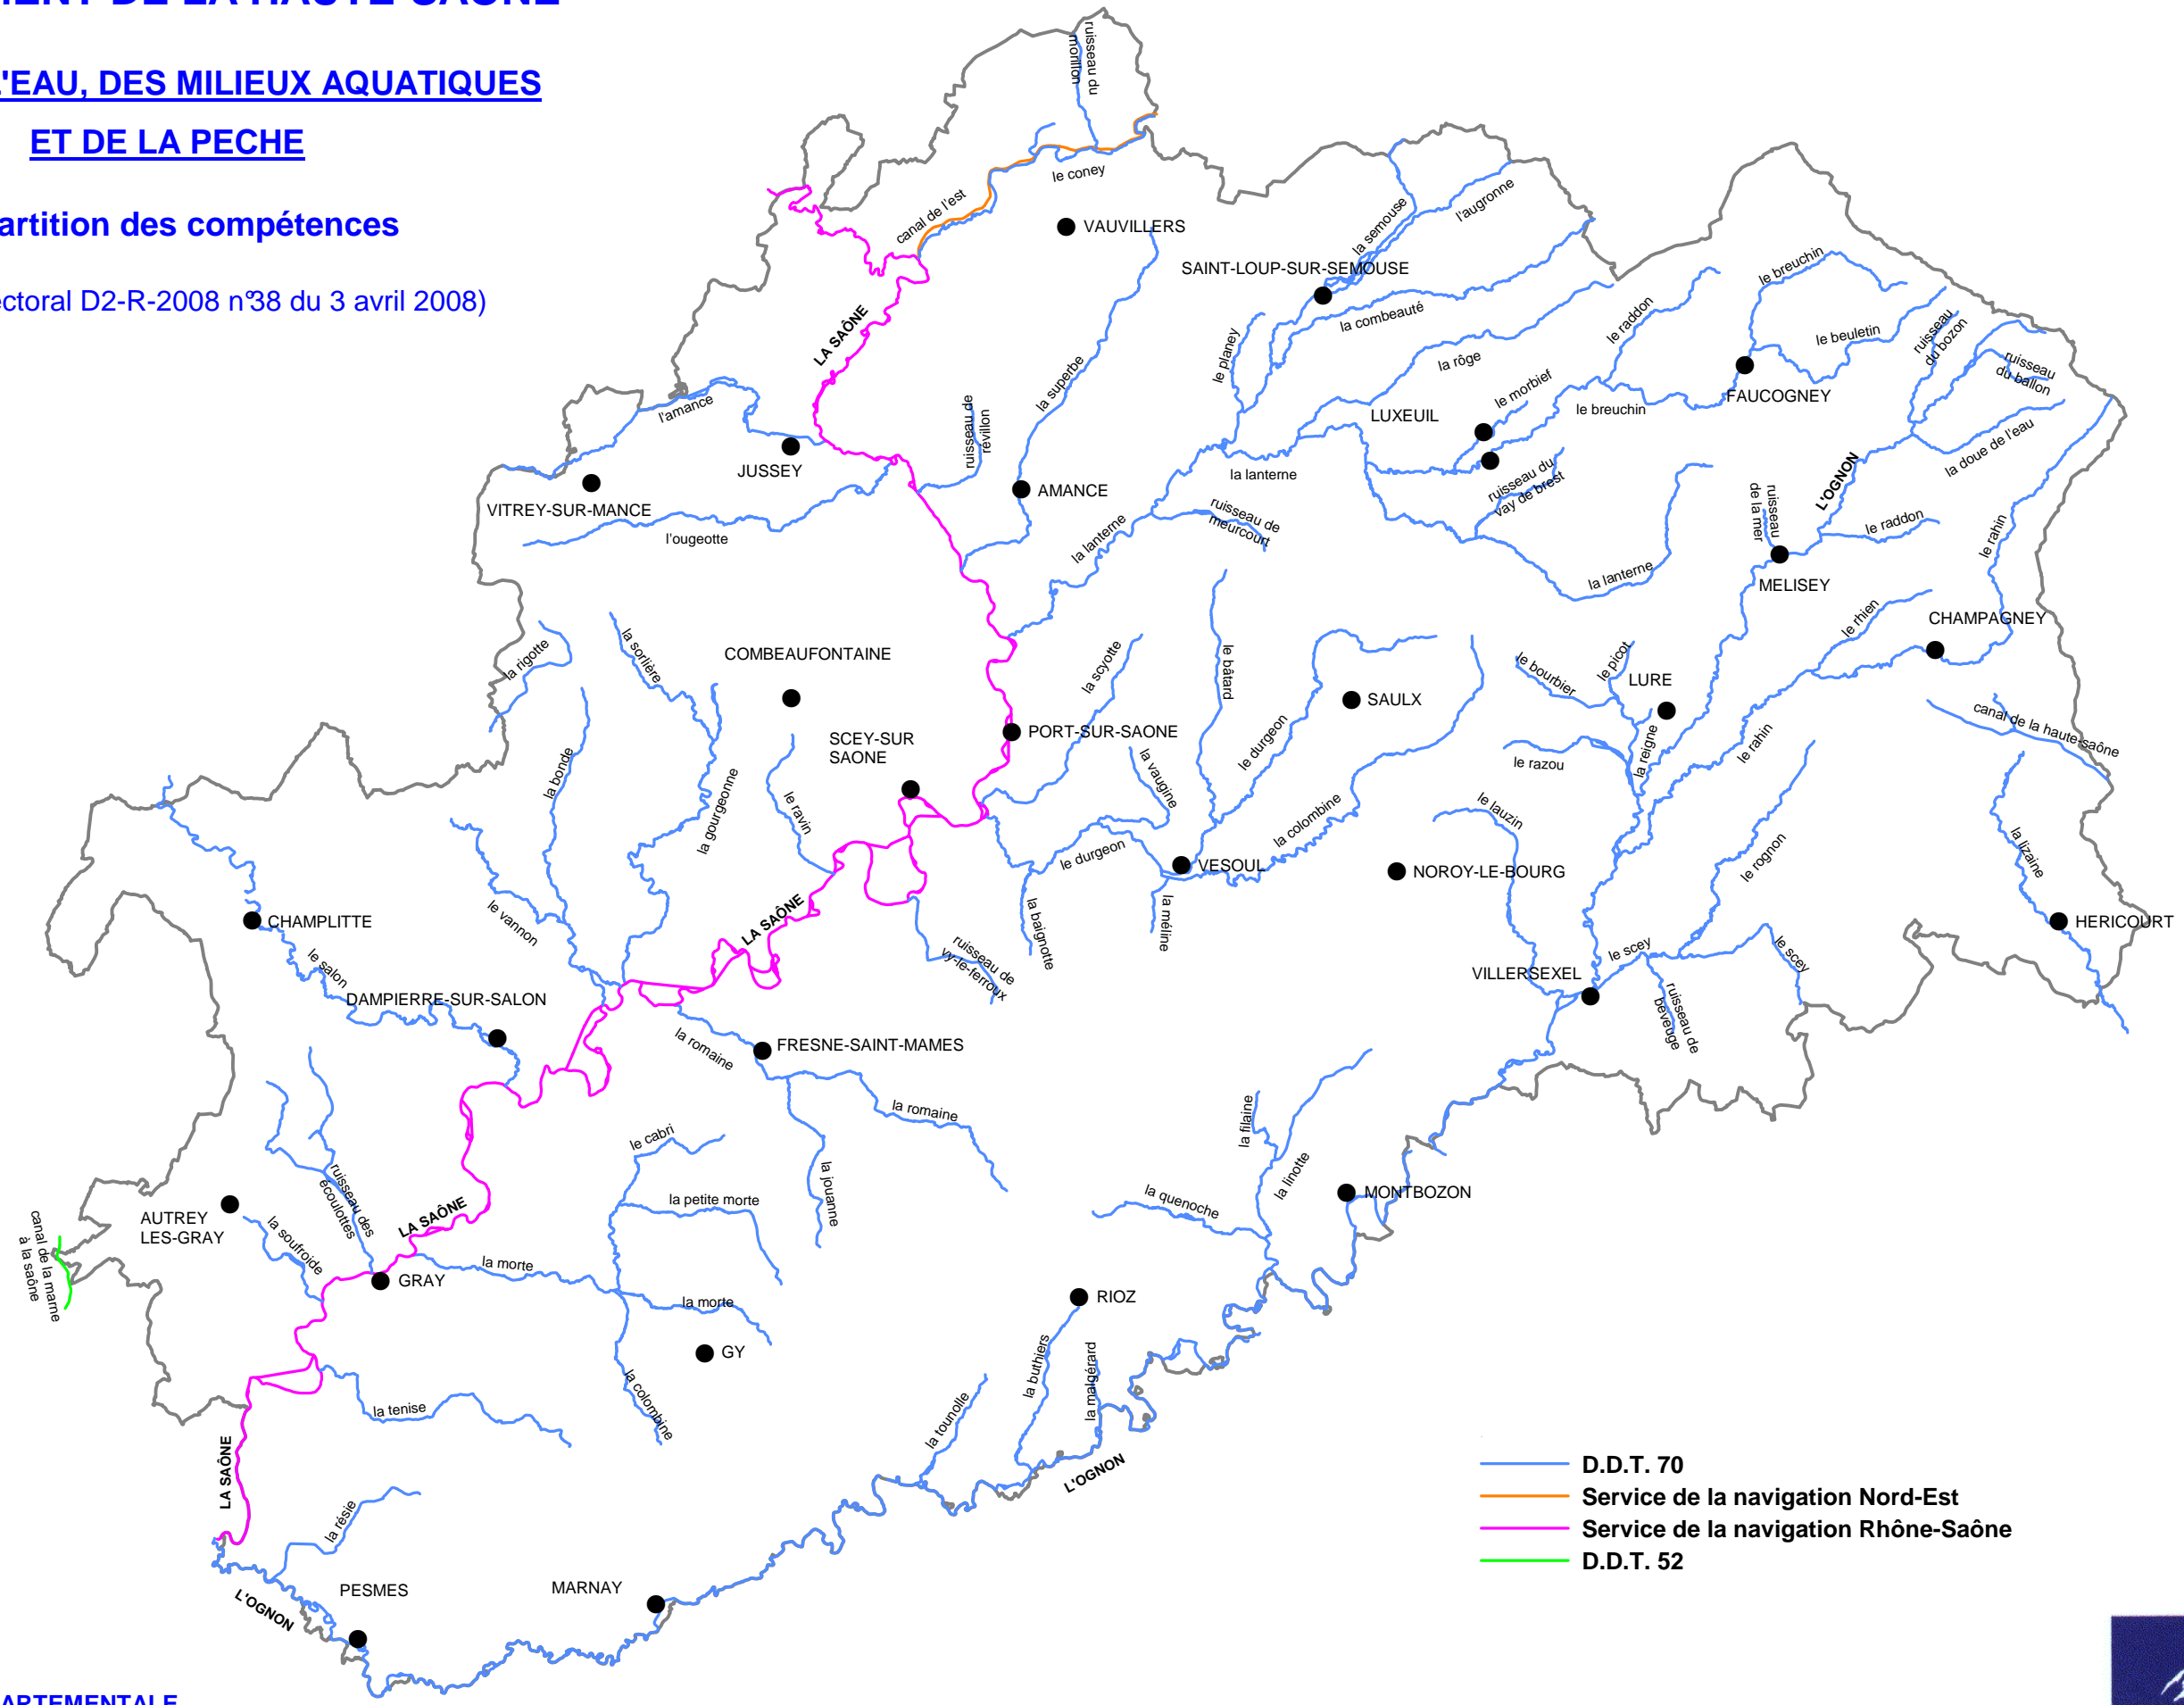 L'EAU, DES MILIEUX AQUATIQUES
ET DE LA PECHE
artition des compétences
ectoral D2-R-2008 n°38 du 3 avril 2008)
ruisseau du
morillon
le coney
canal de l'est
VAUVILLERS
la semouse
l'augronne
SAINT-LOUP-SUR-SEMOUSE
la combeauté
le planey
la rôge
le raddon
le breuchin
le beuletin
ruisseau
du bozon
ruisseau
du ballon
FAUCOGNEY
le breuchin
le morbief
LUXEUIL
LA SAÔNE
la superbe
l'amance
JUSSEY
ruisseau de
revillon
AMANCE
VITREY-SUR-MANCE
l'ougeotte
la lanterne
la lanterne
ruisseau de
meurcourt
ruisseau du
vay de brest
la lanterne
L'OGNON
la doue de l'eau
ruisseau
de la mer
le raddon
MELISEY
le rahin
le rhien
CHAMPAGNEY
la rigotte
la sorlière
COMBEAUFONTAINE
la scyotte
le bâtard
SAULX
le bourbier
le picot
LURE
canal de la haute-saône
PORT-SUR-SAONE
SCEY-SUR
SAONE
la bonde
la gourgeonne
le ravin
la vaugine
le durgeon
le razou
la reigne
le rahin
le durgeon
VESOUL
la colombine
le lauzin
NOROY-LE-BOURG
le rognon
la lizaine
HERICOURT
CHAMPLITTE
le vannon
LA SAÔNE
la baignotte
la méline
ruisseau de
vy-le-ferroux
le salon
DAMPIERRE-SUR-SALON
VILLERSEXEL
le scey
le scey
ruisseau de
beveuge
la romaine
FRESNE-SAINT-MAMES
la romaine
la jouanne
le cabri
la petite morte
la filaine
la linotte
la quenoche
MONTBOZON
ruisseau des
écoulottes
AUTREY
LES-GRAY
la soufroide
LA SAÔNE
canal de la marne
à la saône
GRAY
la morte
la morte
GY
RIOZ
la buthiers
la malgérard
la tounolle
la colombine
la tenise
LA SAÔNE
L'OGNON
la résie
PESMES
MARNAY
L'OGNON
D.D.T. 70
Service de la navigation Nord-Est
Service de la navigation Rhône-Saône
D.D.T. 52